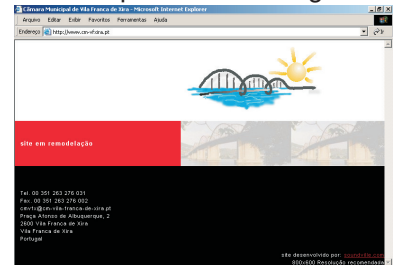 Câmara Municipal de Vila Franca de Xira - Microsoft Internet Explorer
Arquivo Editar Exibir Favoritos Ferramentas Ajuda
Endereço http://www.cm-vfxira.pt
site em remodelação
Tel. 00 351 263 276 031
Fax. 00 351 263 276 002
cmvfx@cm-vila-franca-de-xira.pt
Praça Afonso de Albuquerque, 2
2600 Vila Franca de Xira
Vila Franca de Xira
Portugal
site desenvolvido por: soundville.com
800x600 Resolução recomendada